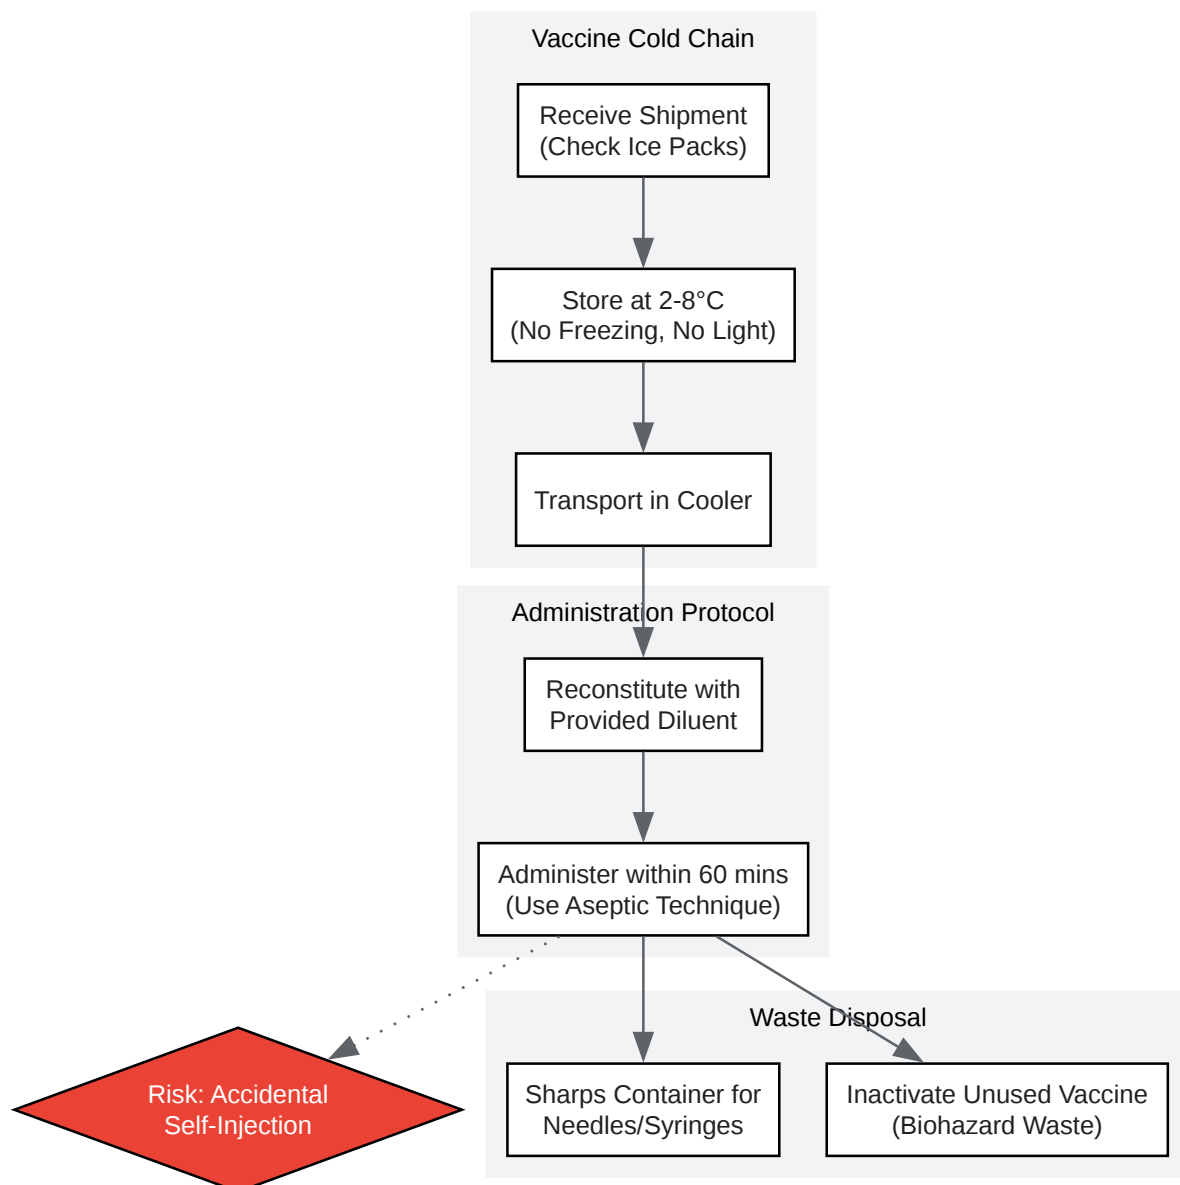 Vaccine Cold Chain
Receive Shipment
(Check Ice Packs)
Store at 2-8°C
(No Freezing, No Light)
Transport in Cooler
Administration Protocol
Reconstitute with
Provided Diluent
Administer within 60 mins
(Use Aseptic Technique)
Waste Disposal
Risk: Accidental
Self-Injection
Sharps Container for
Needles/Syringes
Inactivate Unused Vaccine
(Biohazard Waste)